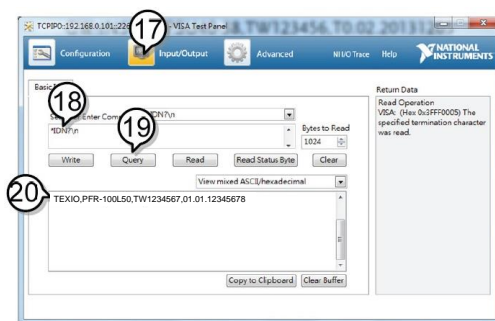 TCPIP0::192.168.0.101::226 - VISA Test Panel
17
Configuration
Input/Output
Advanced
NI I/O Trace
Help
NATIONAL
INSTRUMENTS
18
Enter
*IDN?\n
19
Bytes to Read
1024
Write
Query
Read
Read Status Byte
Clear
View mixed ASCII/hexadecimal
20
TEXIO,PFR-100L50,TW1234567,01.01.12345678
Copy to Clipboard
Clear Buffer
Return Data
Read Operation
VISA: (Hex 0x3FFF0005) The
specified termination character
was read.